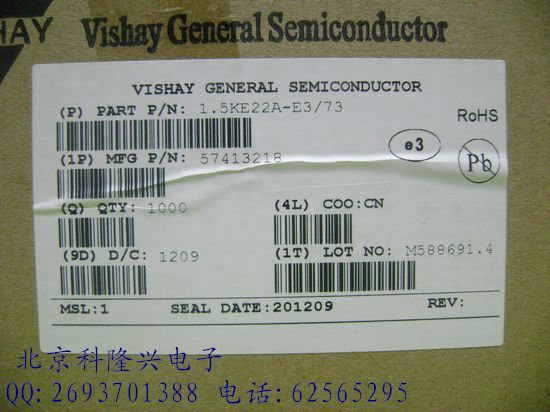 HAY Vishay General Semiconductor
VISHAY GENERAL SEMICONDUCTOR
(P) PART P/N: 1.5KE22A-E3/73
RoHS
(1P) MFG P/N: 57413218
e3
Pb
(Q) QTY: 1000
(4L) COO:CN
(9D) D/C: 1209
(1T) LOT NO: M588691.4
MSL:1 SEAL DATE:201209 REV:
北京科隆兴电子
QQ:2693701388 电话:62565295